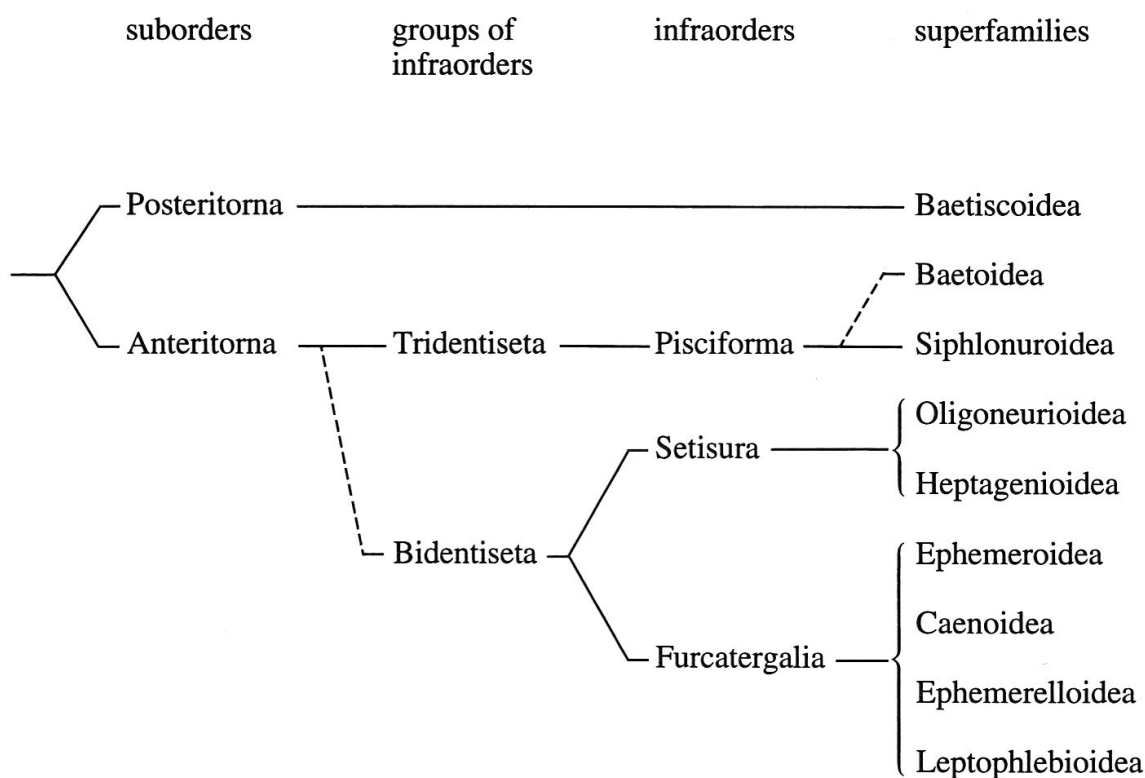 suborders
groups of
infraorders
infraorders
superfamilies
Posteritorna
Baetiscoidea
Baetoidea
Anteritorna
Tridentiseta
Pisciforma
Siphlonuroidea
Oligoneurioidea
Setisura
Heptagenioidea
Bidentiseta
Ephemeroidea
Caenoidea
Furcatergalia
Ephemerelloidea
Leptophlebioidea